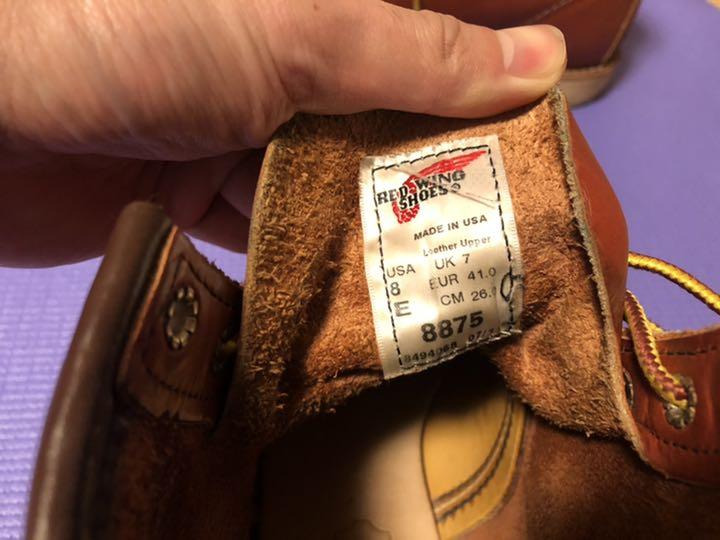 RED WING
SHOES®
MADE IN USA
Leather Upper
USA UK 7
8 EUR 41.0
E CM 26.
8875